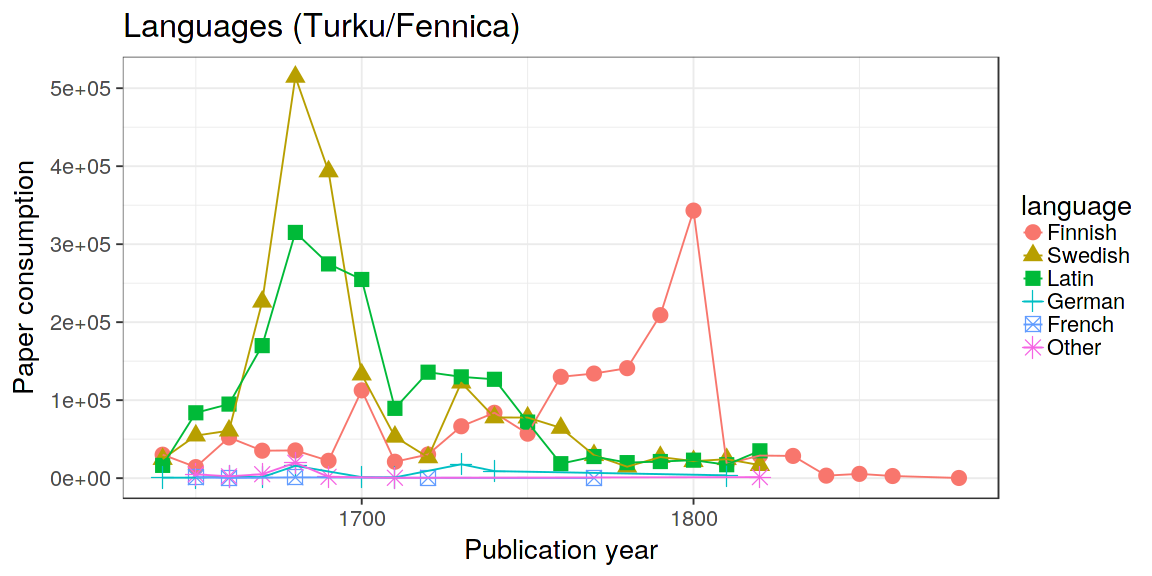 Languages (Turku/Fennica)
5e+05
4e+05
3e+05
2e+05
1e+05
0e+00
Paper consumption
1700
1800
Publication year
language
Finnish
Swedish
Latin
German
French
Other